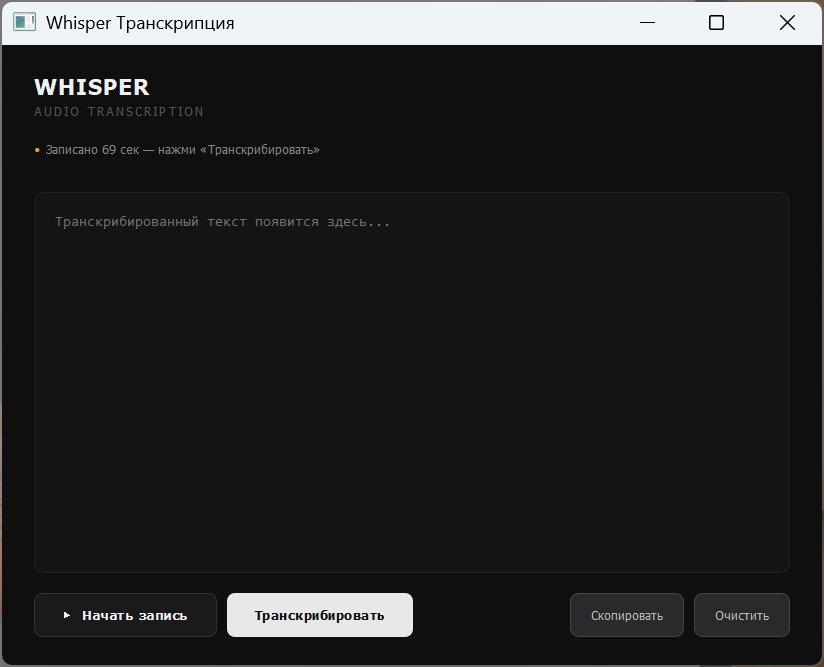 Whisper Транскрипция
WHISPER
AUDIO TRANSCRIPTION
• Записано 69 сек — нажми «Транскрибировать»
Транскрибированный текст появится здесь...
▶ Начать запись
Транскрибировать
Скопировать
Очистить